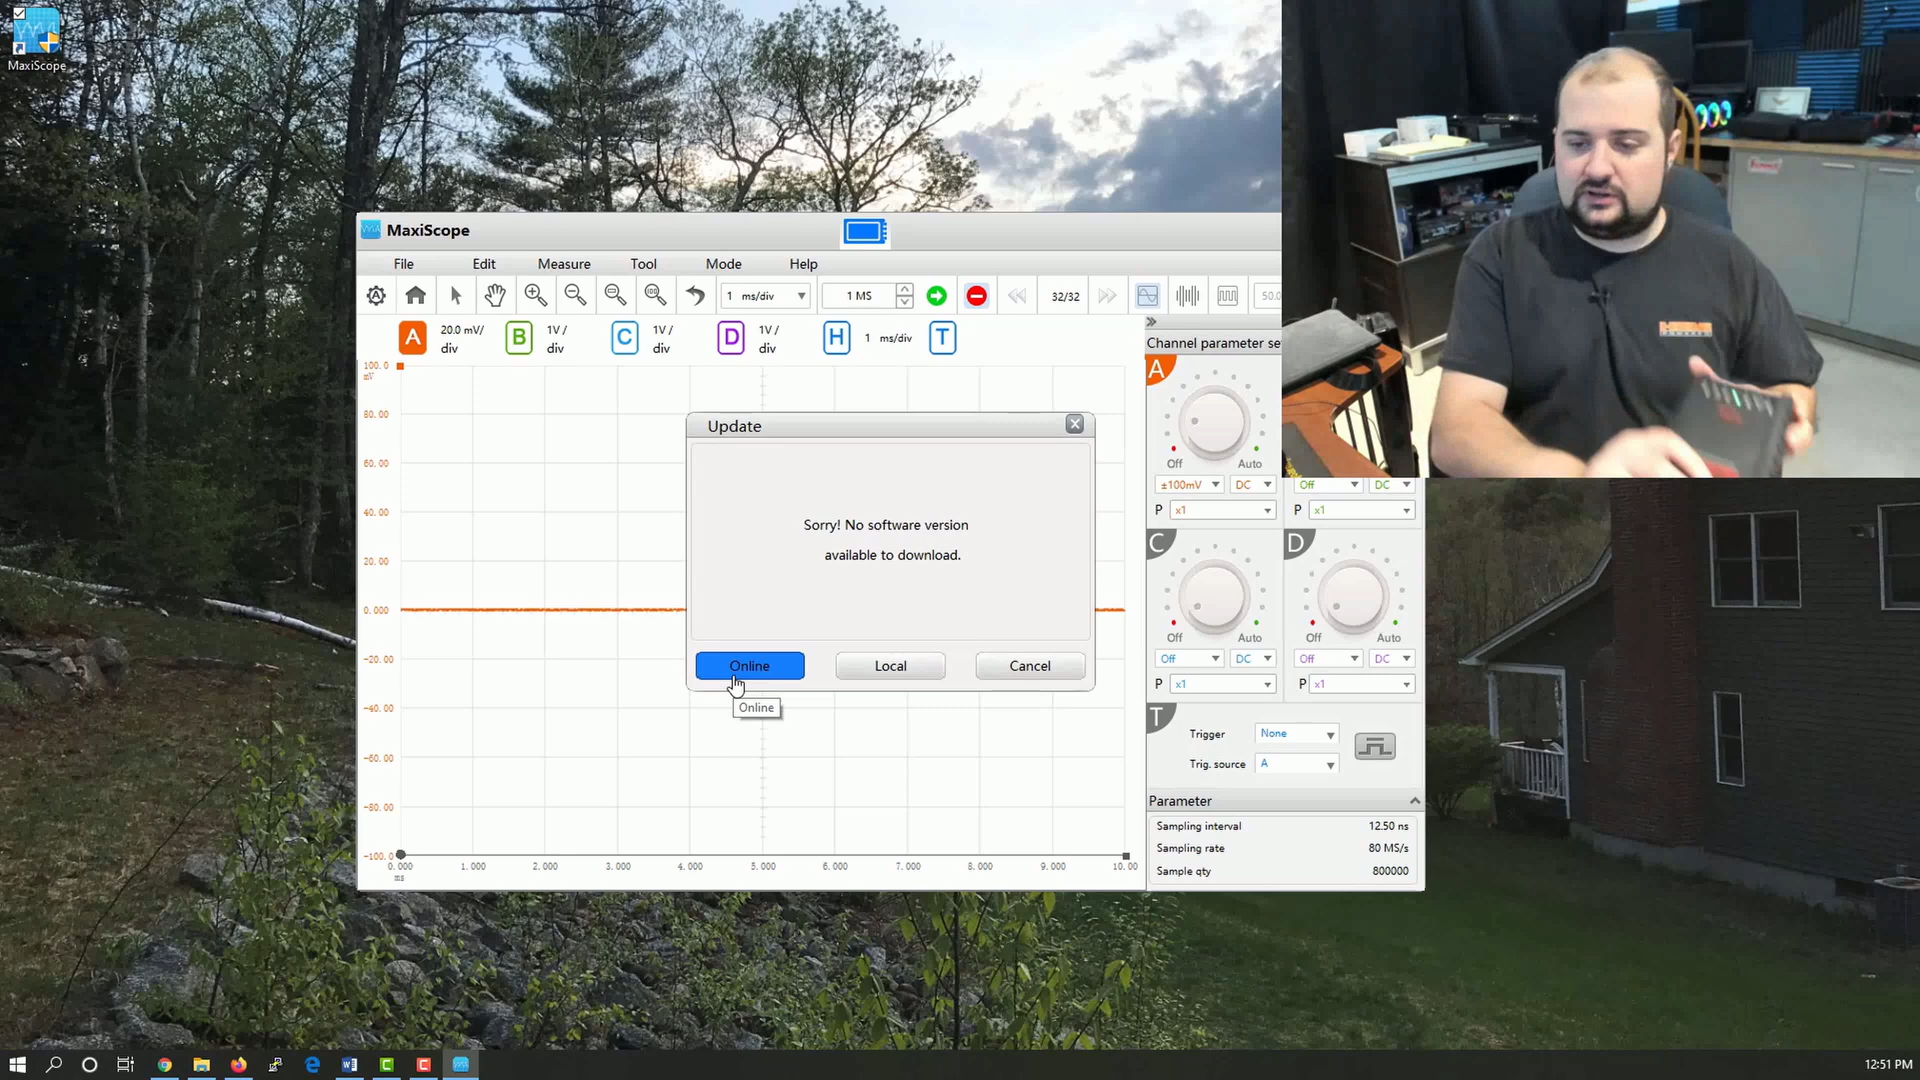 MaxiScope
MaxiScope
File Edit Measure Tool Mode Help
1 ms/div 1 MS 32/32 50.0
A 20.0 mV/ div B 1V/ div C 1V/ div D 1V/ div H 1 ms/div T
Channel parameter se
100.0
mV
80.00
60.00
40.00
20.00
0.000
-20.00
-40.00
-60.00
-80.00
-100.0
0.000 1.000 2.000 3.000 4.000 5.000 6.000 7.000 8.000 9.000 10.00
ms
Update
Sorry! No software version
available to download.
Online Local Cancel
Online
A
Off Auto
±100mV DC Off DC
P x1 P x1
C D
Off Auto Off Auto
Off DC Off DC
P x1 P x1
T
Trigger None
Trig. source A
Parameter
Sampling interval 12.50 ns
Sampling rate 80 MS/s
Sample qty 800000
12:51 PM